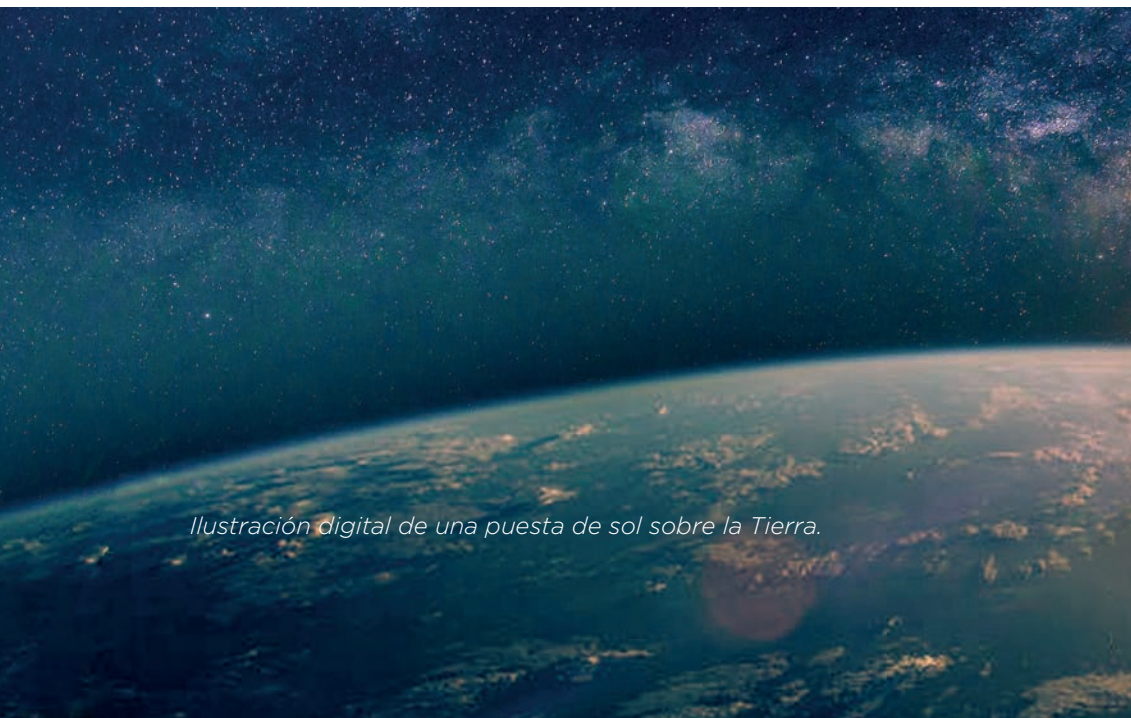 Ilustración digital de una puesta de sol sobre la Tierra.